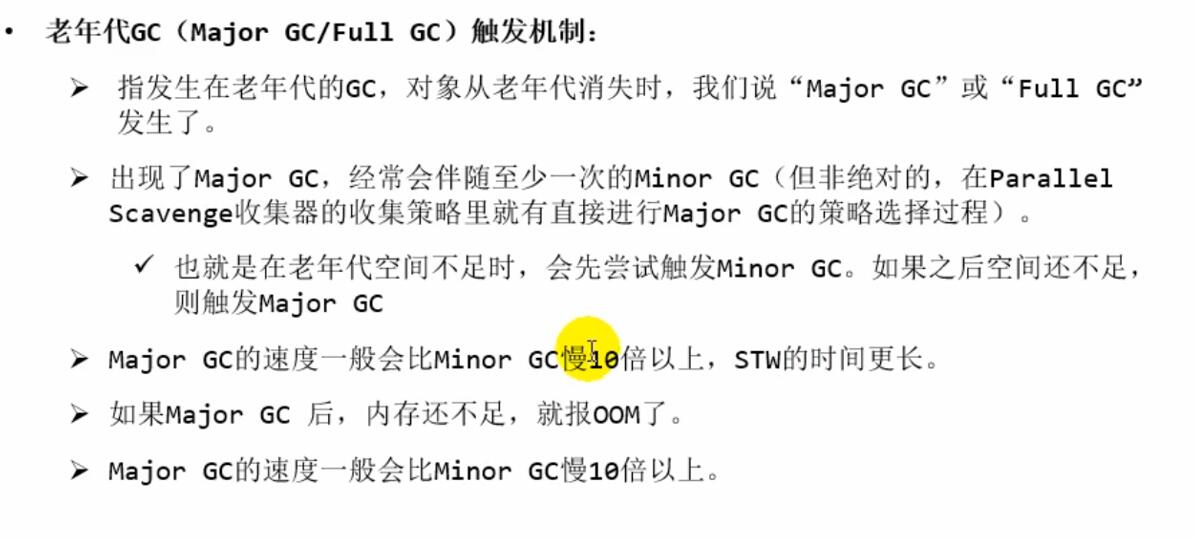 • 老年代GC（Major GC/Full GC）触发机制：
➢ 指发生在老年代的GC，对象从老年代消失时，我们说“Major GC”或“Full GC”
发生了。
➢ 出现了Major GC，经常会伴随至少一次的Minor GC（但非绝对的，在Parallel
Scavenge收集器的收集策略里就有直接进行Major GC的策略选择过程）。
✓ 也就是在老年代空间不足时，会先尝试触发Minor GC。如果之后空间还不足，
则触发Major GC
➢ Major GC的速度一般会比Minor GC慢10倍以上，STW的时间更长。
➢ 如果Major GC 后，内存还不足，就报OOM了。
➢ Major GC的速度一般会比Minor GC慢10倍以上。